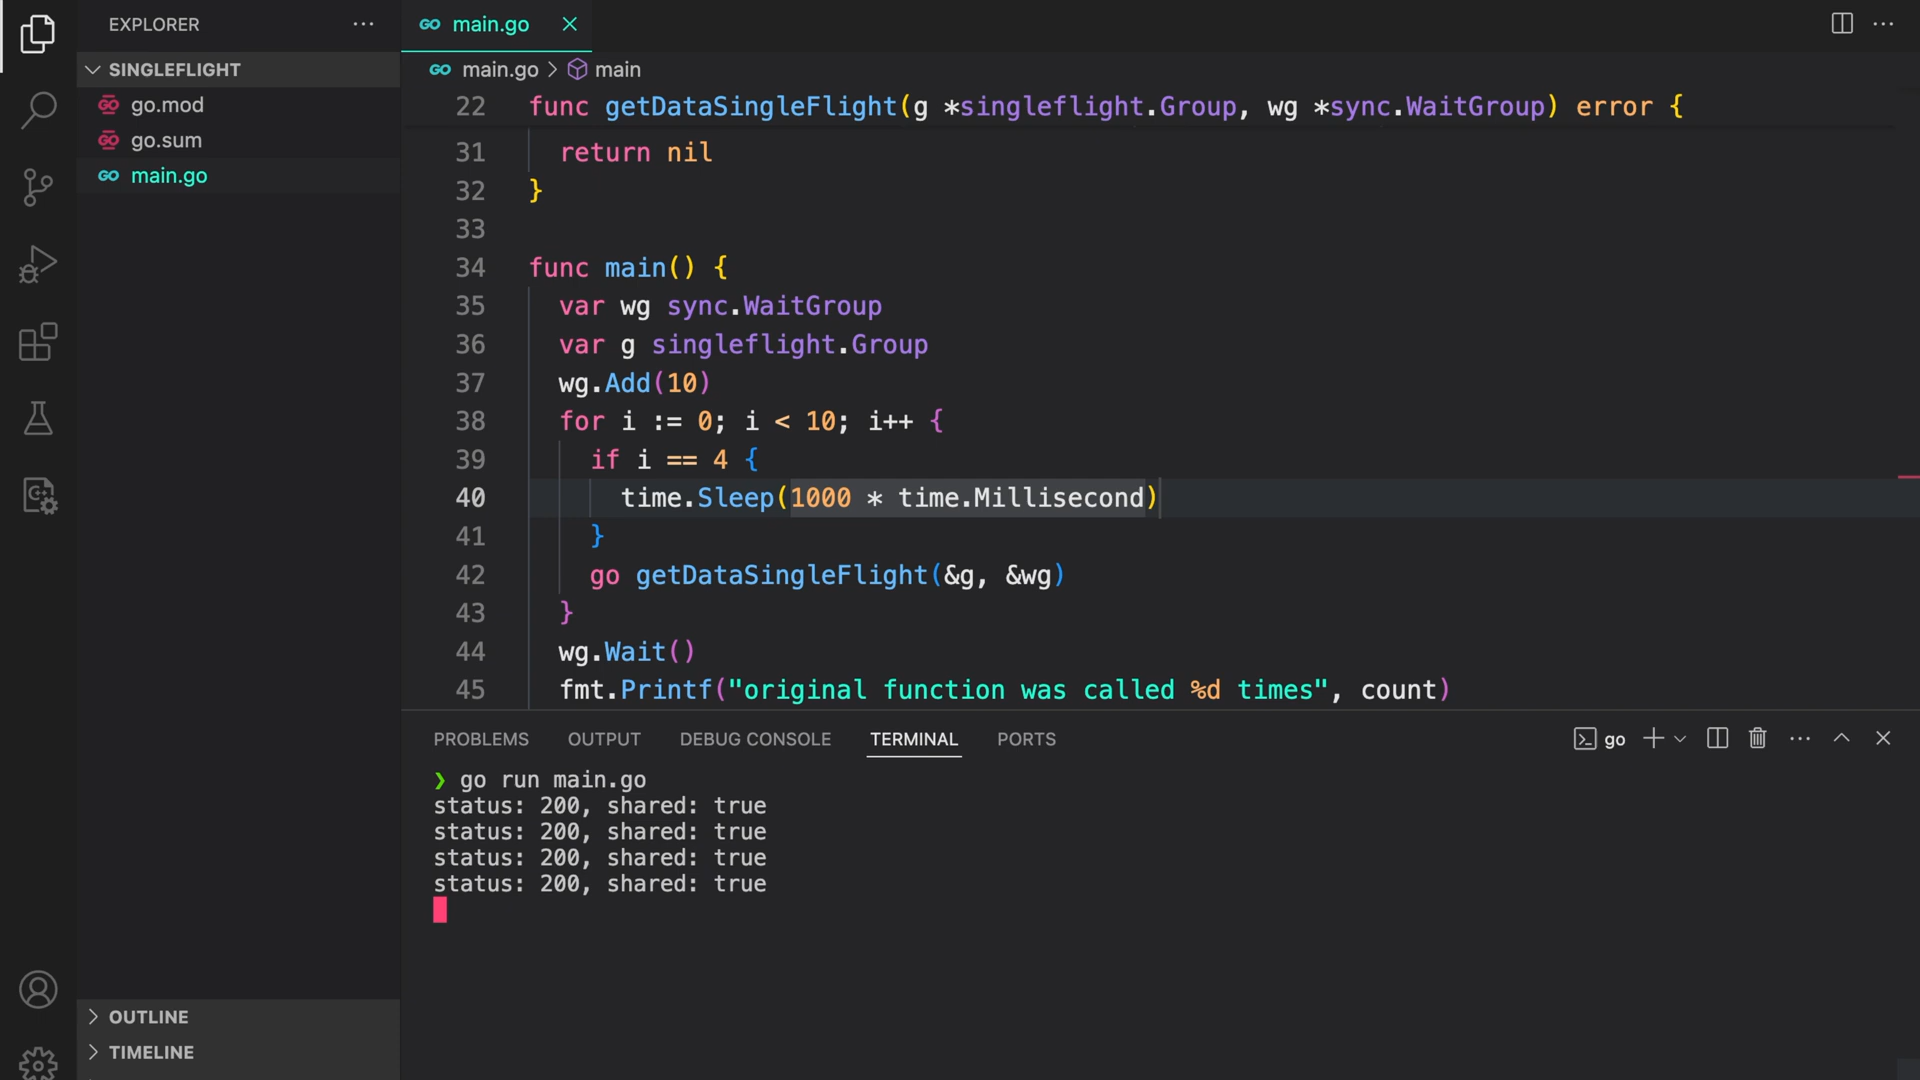 EXPLORER
SINGLEFLIGHT
go.mod
go.sum
main.go
OUTLINE
TIMELINE
main.go
main.go > main
22 func getDataSingleFlight(g *singleflight.Group, wg *sync.WaitGroup) error {
31 return nil
32 }
33
34 func main() {
35 var wg sync.WaitGroup
36 var g singleflight.Group
37 wg.Add(10)
38 for i := 0; i < 10; i++ {
39 if i == 4 {
40 time.Sleep(1000 * time.Millisecond)
41 }
42 go getDataSingleFlight(&g, &wg)
43 }
44 wg.Wait()
45 fmt.Printf("original function was called %d times", count)
PROBLEMS OUTPUT DEBUG CONSOLE TERMINAL PORTS go
❯ go run main.go
status: 200, shared: true
status: 200, shared: true
status: 200, shared: true
status: 200, shared: true